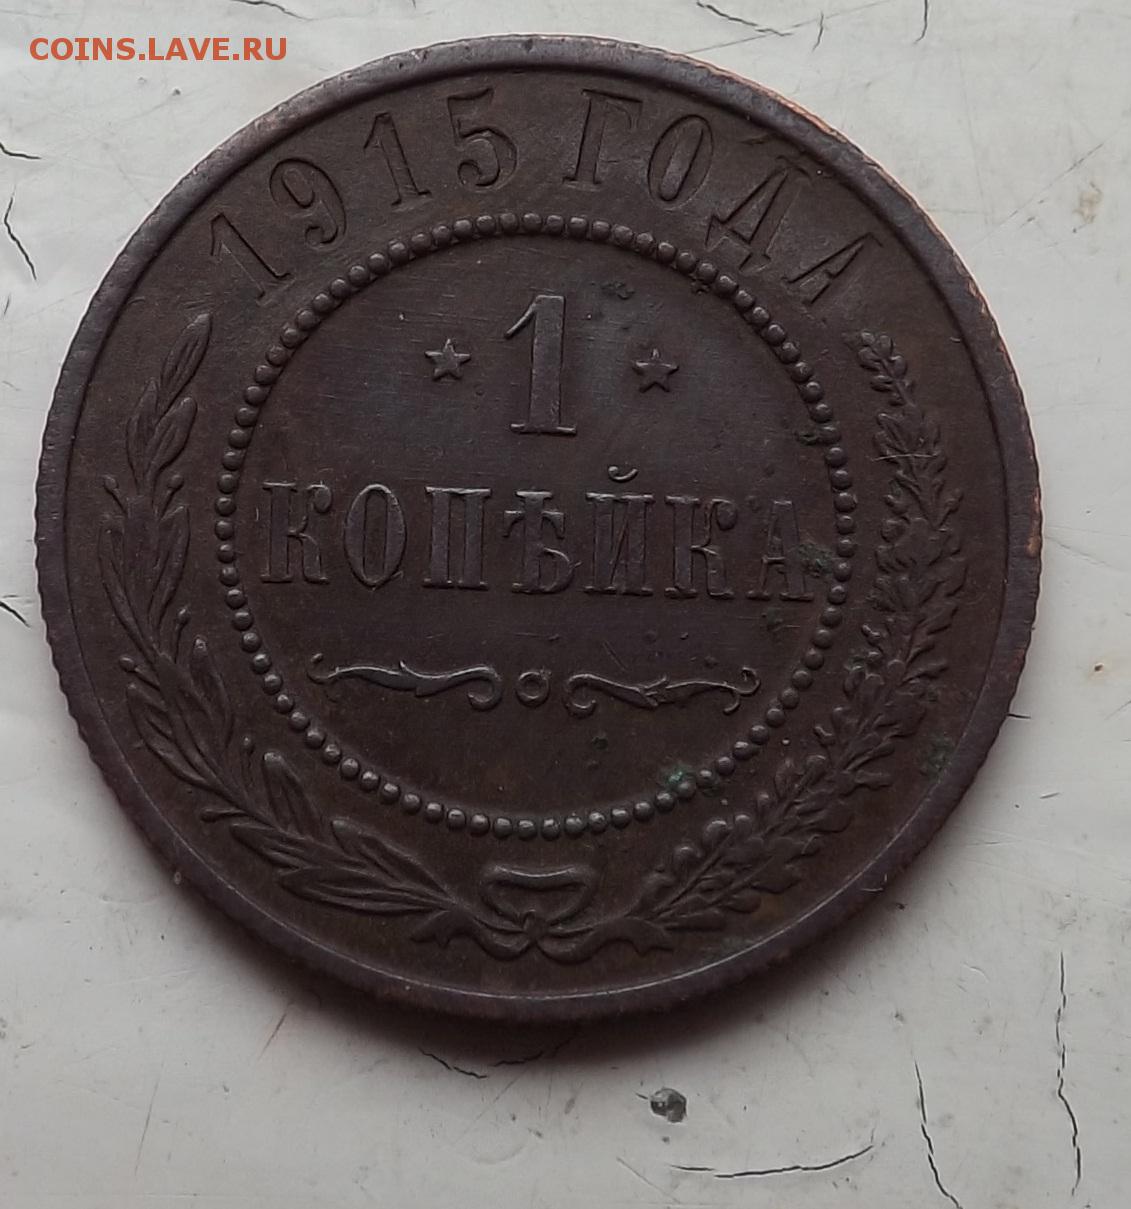 COINS.LAVE.RU
1915 ГОДА
1
КОПѢЙКА